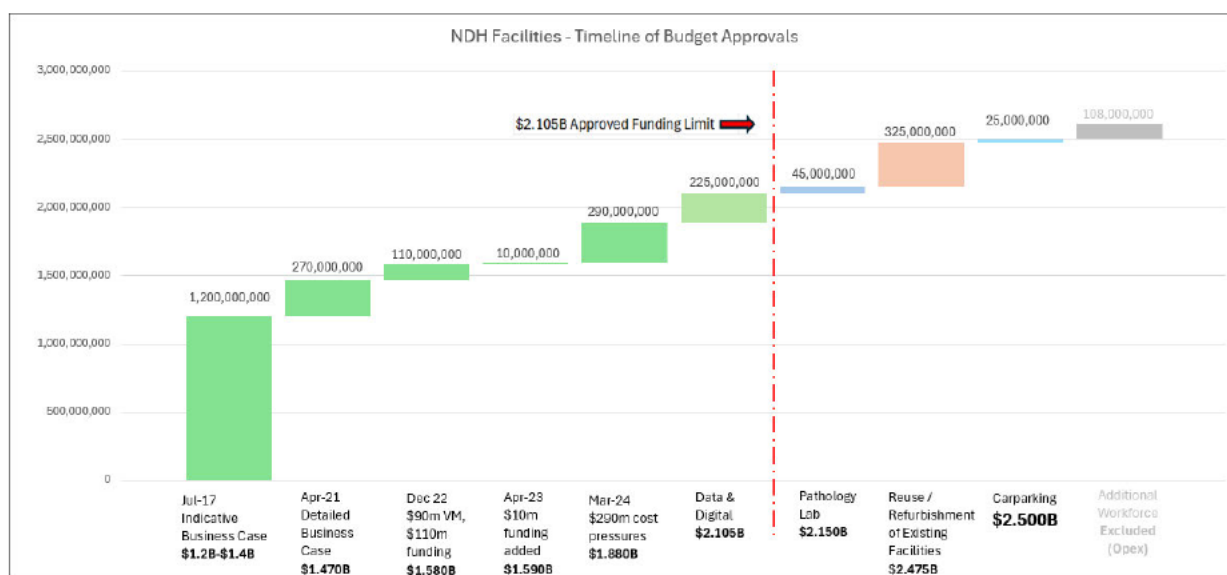 NDH Facilities - Timeline of Budget Approvals
3,000,000,000
2,500,000,000
2,000,000,000
1,500,000,000
1,000,000,000
500,000,000
0
$2.105B Approved Funding Limit
1,200,000,000
270,000,000
110,000,000
10,000,000
290,000,000
225,000,000
45,000,000
325,000,000
25,000,000
108,000,000
Jul-17
Indicative
Business Case
$1.2B-$1.4B
Apr-21
Detailed
Business
Case
$1.470B
Dec 22
$90m VM,
$110m
funding
$1.580B
Apr-23
$10m
funding
added
$1.590B
Mar-24
$290m cost
pressures
$1.880B
Data &
Digital
$2.105B
Pathology
Lab
$2.150B
Reuse /
Refurbishment
of Existing
Facilities
$2.475B
Carparking
$2.500B
Additional
Workforce
Excluded
(Opex)